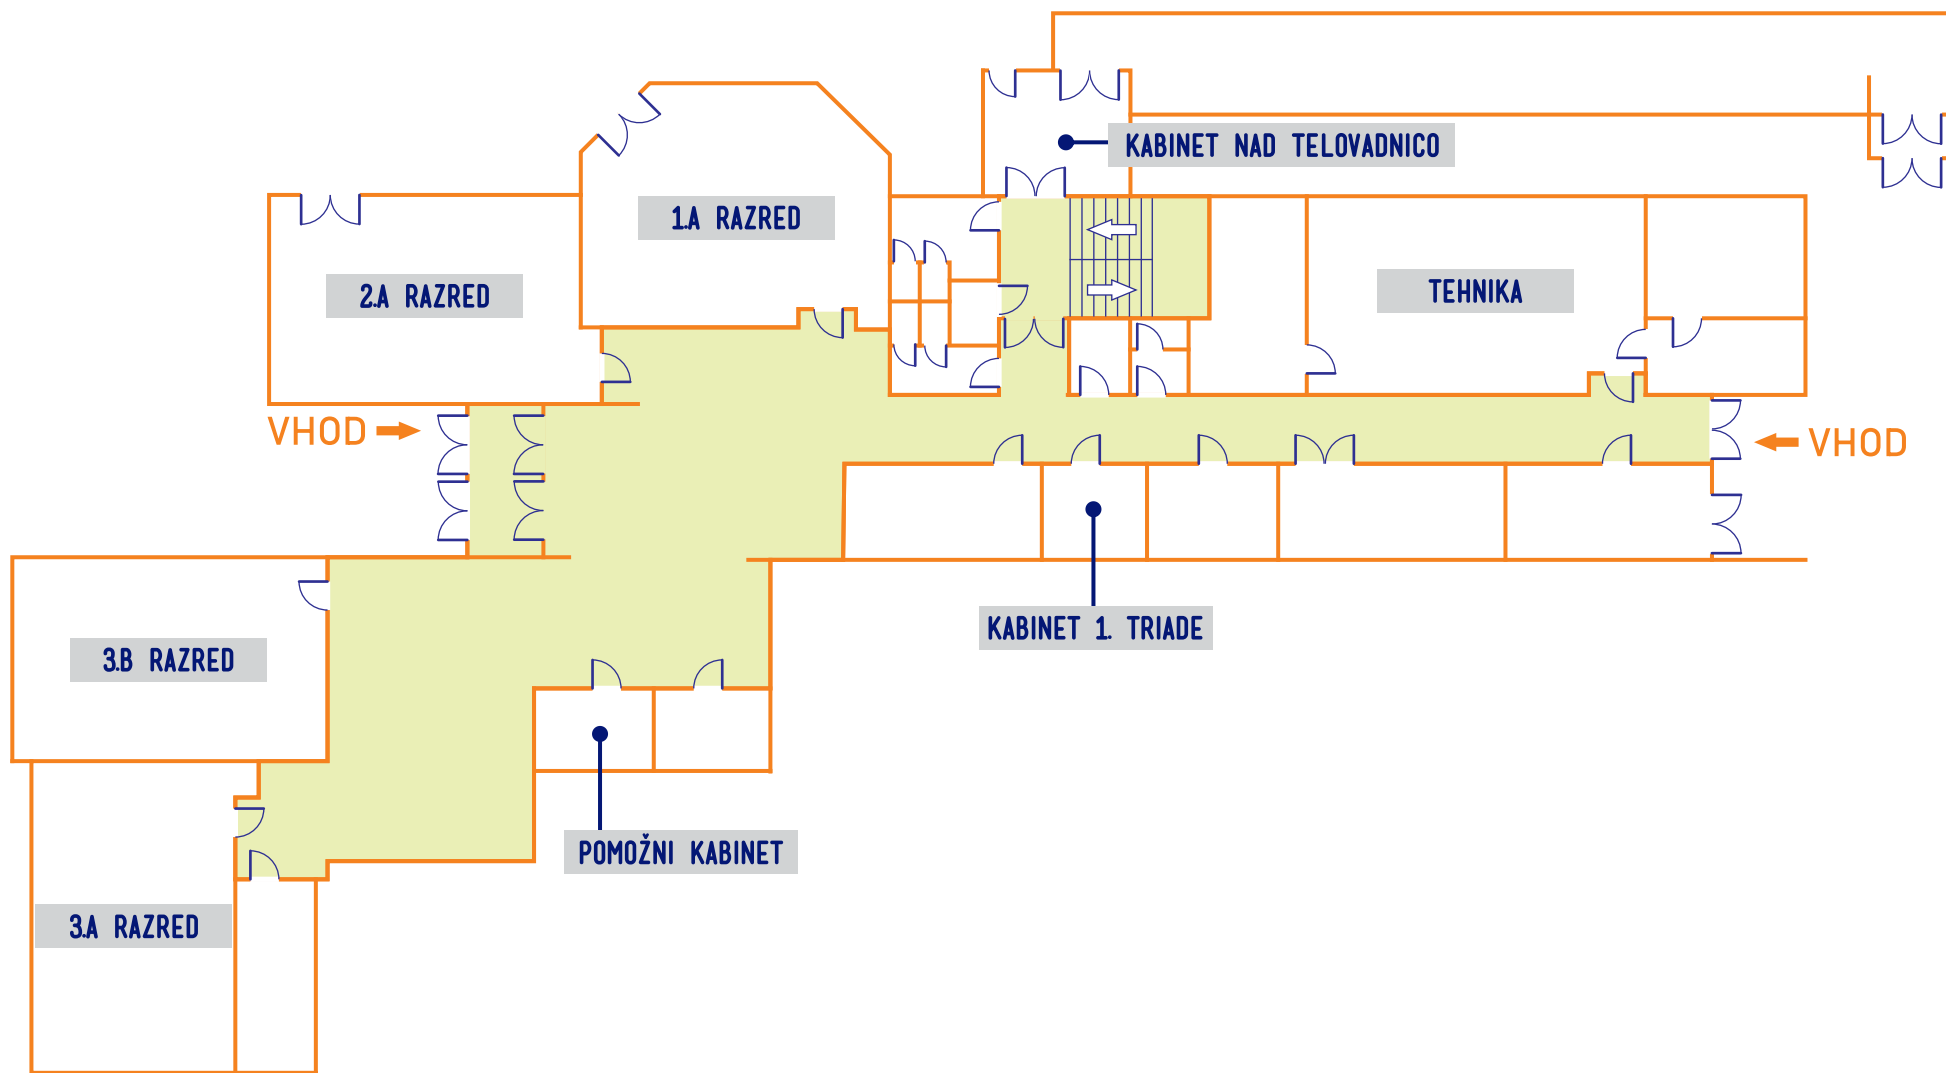 KABINET NAD TELOVADNICO
1.A RAZRED
2.A RAZRED
TEHNIKA
VHOD
VHOD
KABINET 1. TRIADE
3.B RAZRED
POMOŽNI KABINET
3.A RAZRED